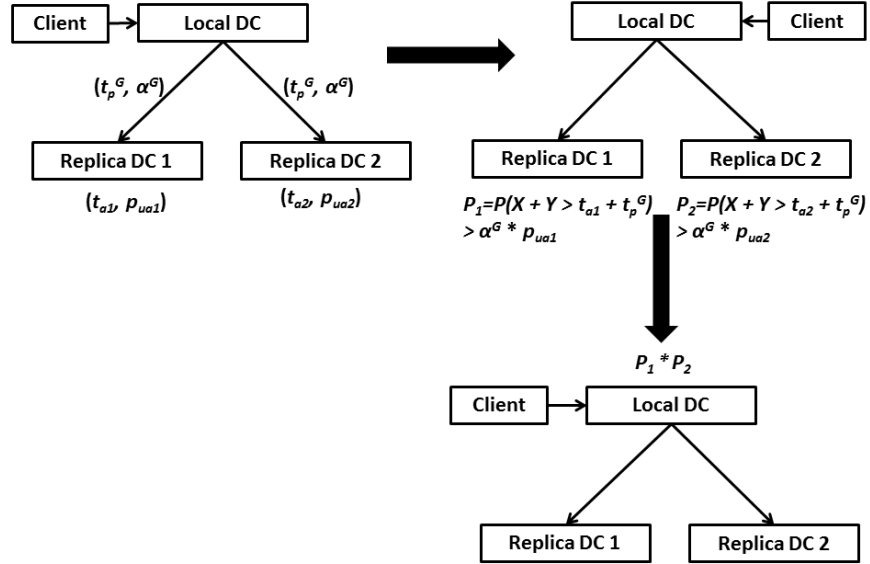 Client
Local DC
(t_p^G, α^G)
(t_p^G, α^G)
Replica DC 1
Replica DC 2
(t_a1, p_ua1)
(t_a2, p_ua2)
Local DC
Client
Replica DC 1
Replica DC 2
P_1=P(X + Y > t_a1 + t_p^G)
> α^G * p_ua1
P_2=P(X + Y > t_a2 + t_p^G)
> α^G * p_ua2
P_1 * P_2
Client
Local DC
Replica DC 1
Replica DC 2